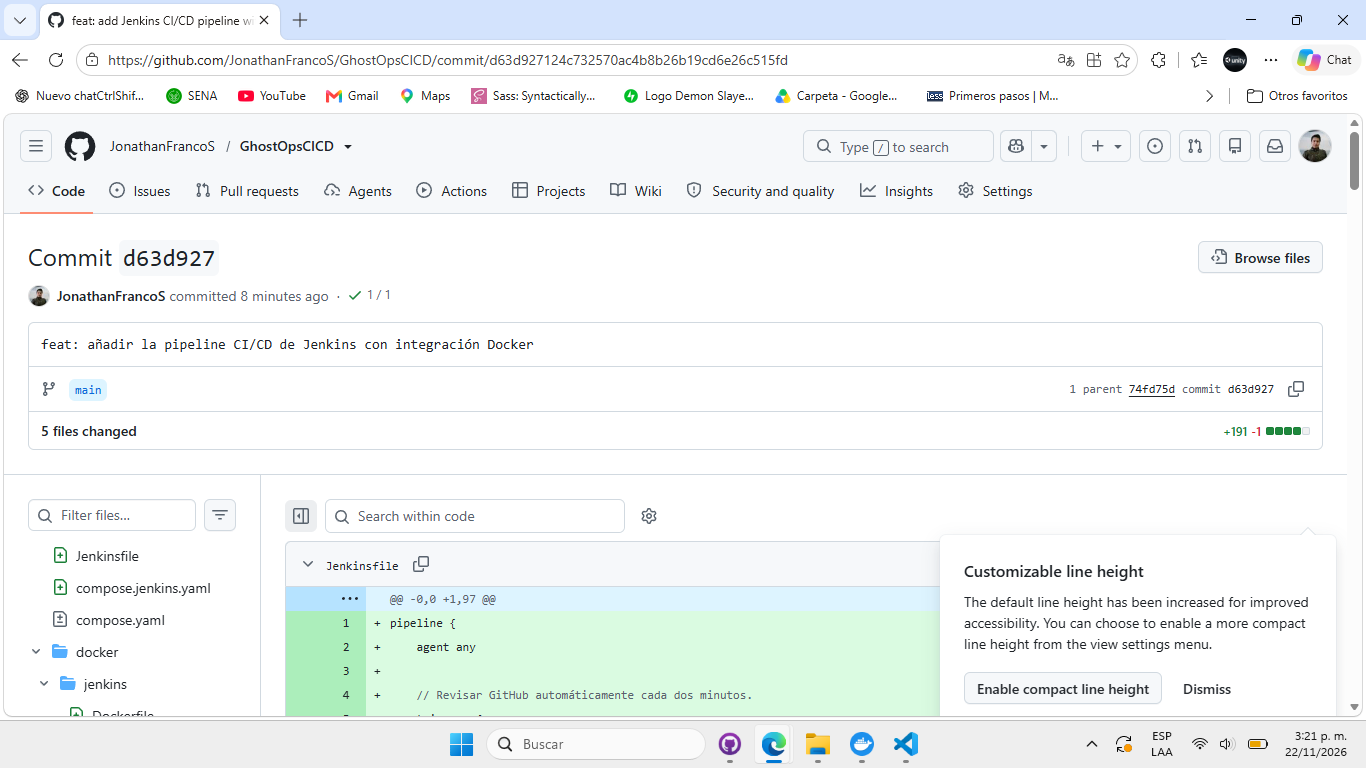 feat: add Jenkins CI/CD pipeline wi
https://github.com/JonathanFrancoS/GhostOpsCICD/commit/d63d927124c732570ac4b8b26b19cd6e26c515fd
unity
Chat
Nuevo chatCtrlShif...
SENA
YouTube
Gmail
Maps
Sass: Syntactically...
Logo Demon Slaye...
Carpeta - Google...
Primeros pasos | M...
Otros favoritos
JonathanFrancoS / GhostOpsCICD
Type / to search
Code
Issues
Pull requests
Agents
Actions
Projects
Wiki
Security and quality
Insights
Settings
Commit d63d927
Browse files
JonathanFrancoS committed 8 minutes ago · 1 / 1
feat: añadir la pipeline CI/CD de Jenkins con integración Docker
main
1 parent 74fd75d commit d63d927
5 files changed
+191 -1
Filter files...
Search within code
Jenkinsfile
compose.jenkins.yaml
compose.yaml
docker
jenkins
Dockerfile
Jenkinsfile
@@ -0,0 +1,97 @@
1 + pipeline {
2 + agent any
3 +
4 + // Revisar GitHub automáticamente cada dos minutos.
Customizable line height
The default line height has been increased for improved
accessibility. You can choose to enable a more compact
line height from the view settings menu.
Enable compact line height
Dismiss
Buscar
ESP
LAA
3:21 p. m.
22/11/2026